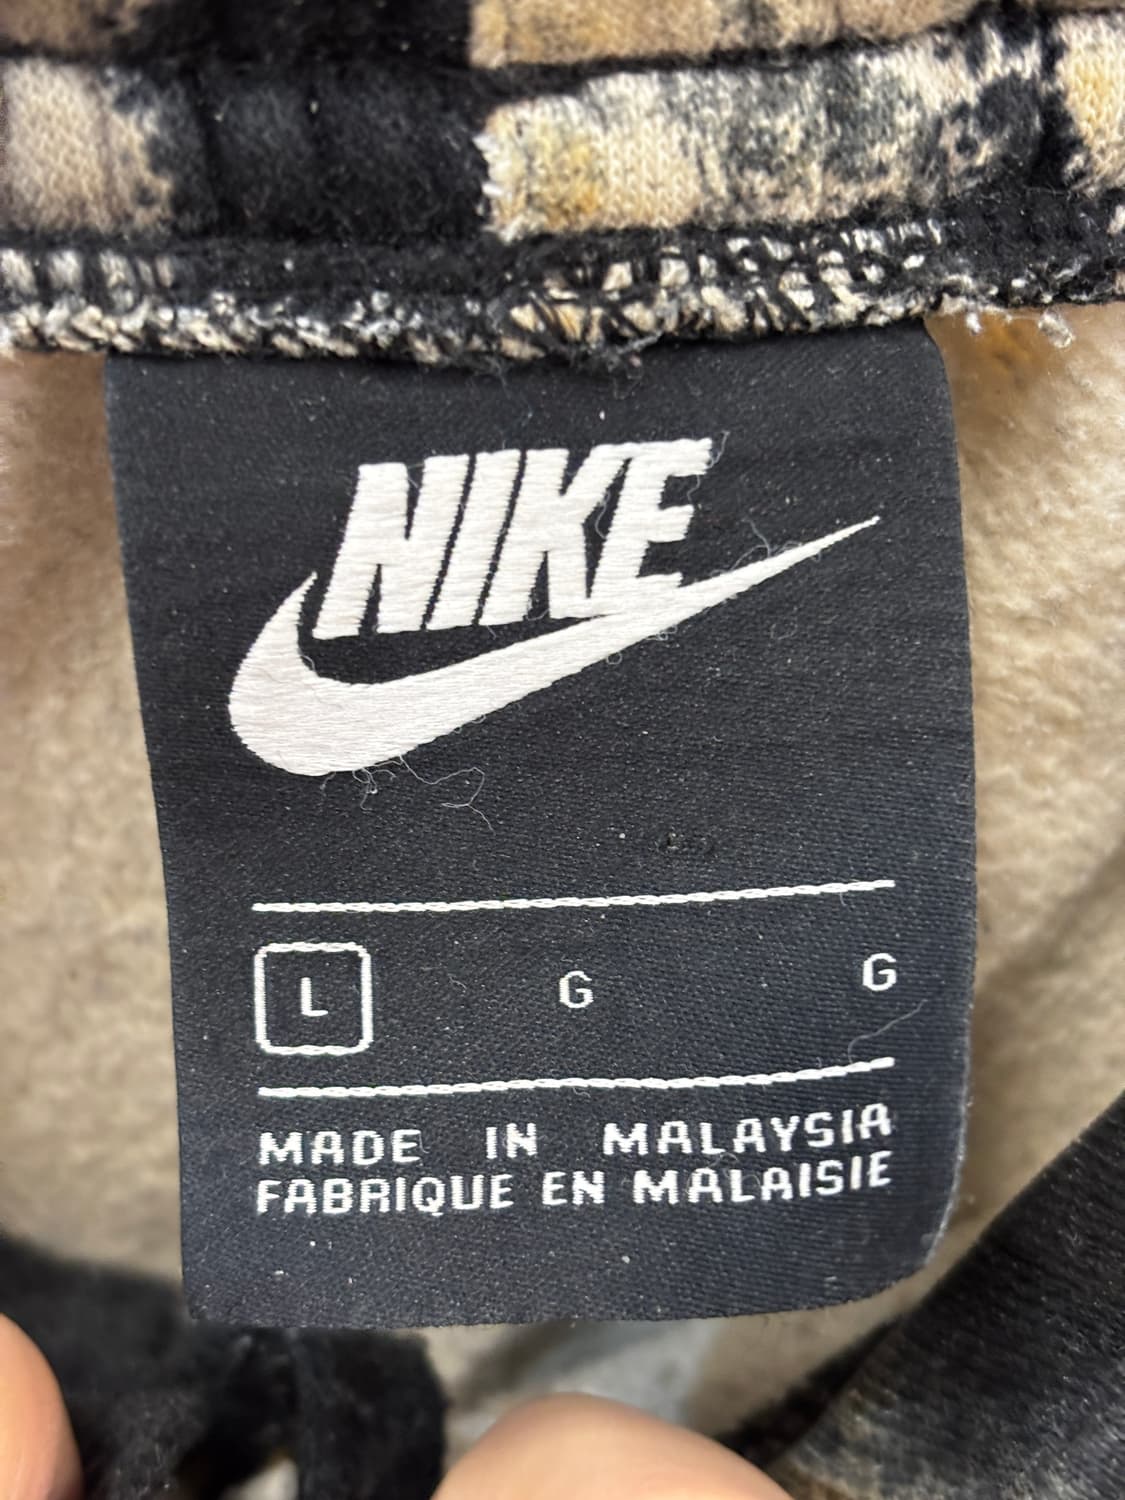 NIKE
L G G
MADE IN MALAYSIA
FABRIQUE EN MALAISIE